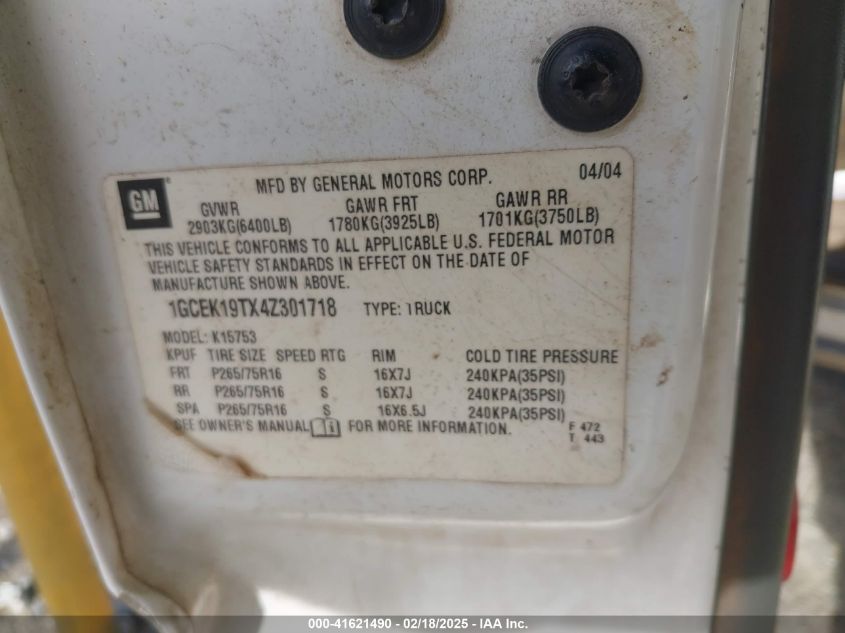 GM
MFD BY GENERAL MOTORS CORP. 04/04
GVWR GAWR FRT GAWR RR
2903KG(6400LB) 1780KG(3925LB) 1701KG(3750LB)
THIS VEHICLE CONFORMS TO ALL APPLICABLE U.S. FEDERAL MOTOR
VEHICLE SAFETY STANDARDS IN EFFECT ON THE DATE OF
MANUFACTURE SHOWN ABOVE.
1GCEK19TX4Z301718 TYPE: TRUCK
MODEL: K15753
KPUF TIRE SIZE SPEED RTG RIM COLD TIRE PRESSURE
FRT P265/75R16 S 16X7J 240KPA(35PSI)
RR P265/75R16 S 16X7J 240KPA(35PSI)
SPA P265/75R16 S 16X6.5J 240KPA(35PSI)
SEE OWNER'S MANUAL i FOR MORE INFORMATION.
F 472
T 443
000-41621490 - 02/18/2025 - IAA Inc.